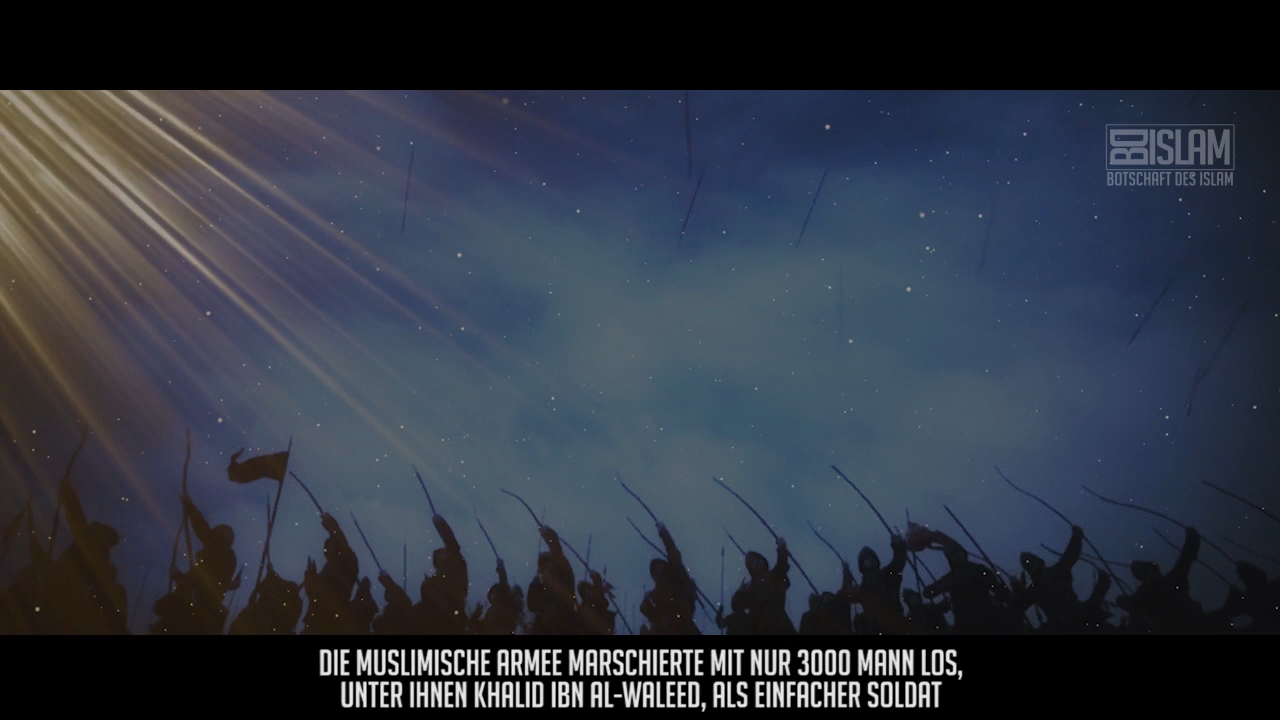 BDISLAM
BOTSCHAFT DES ISLAM
DIE MUSLIMISCHE ARMEE MARSCHIERTE MIT NUR 3000 MANN LOS,
UNTER IHNEN KHALID IBN AL-WALEED, ALS EINFACHER SOLDAT